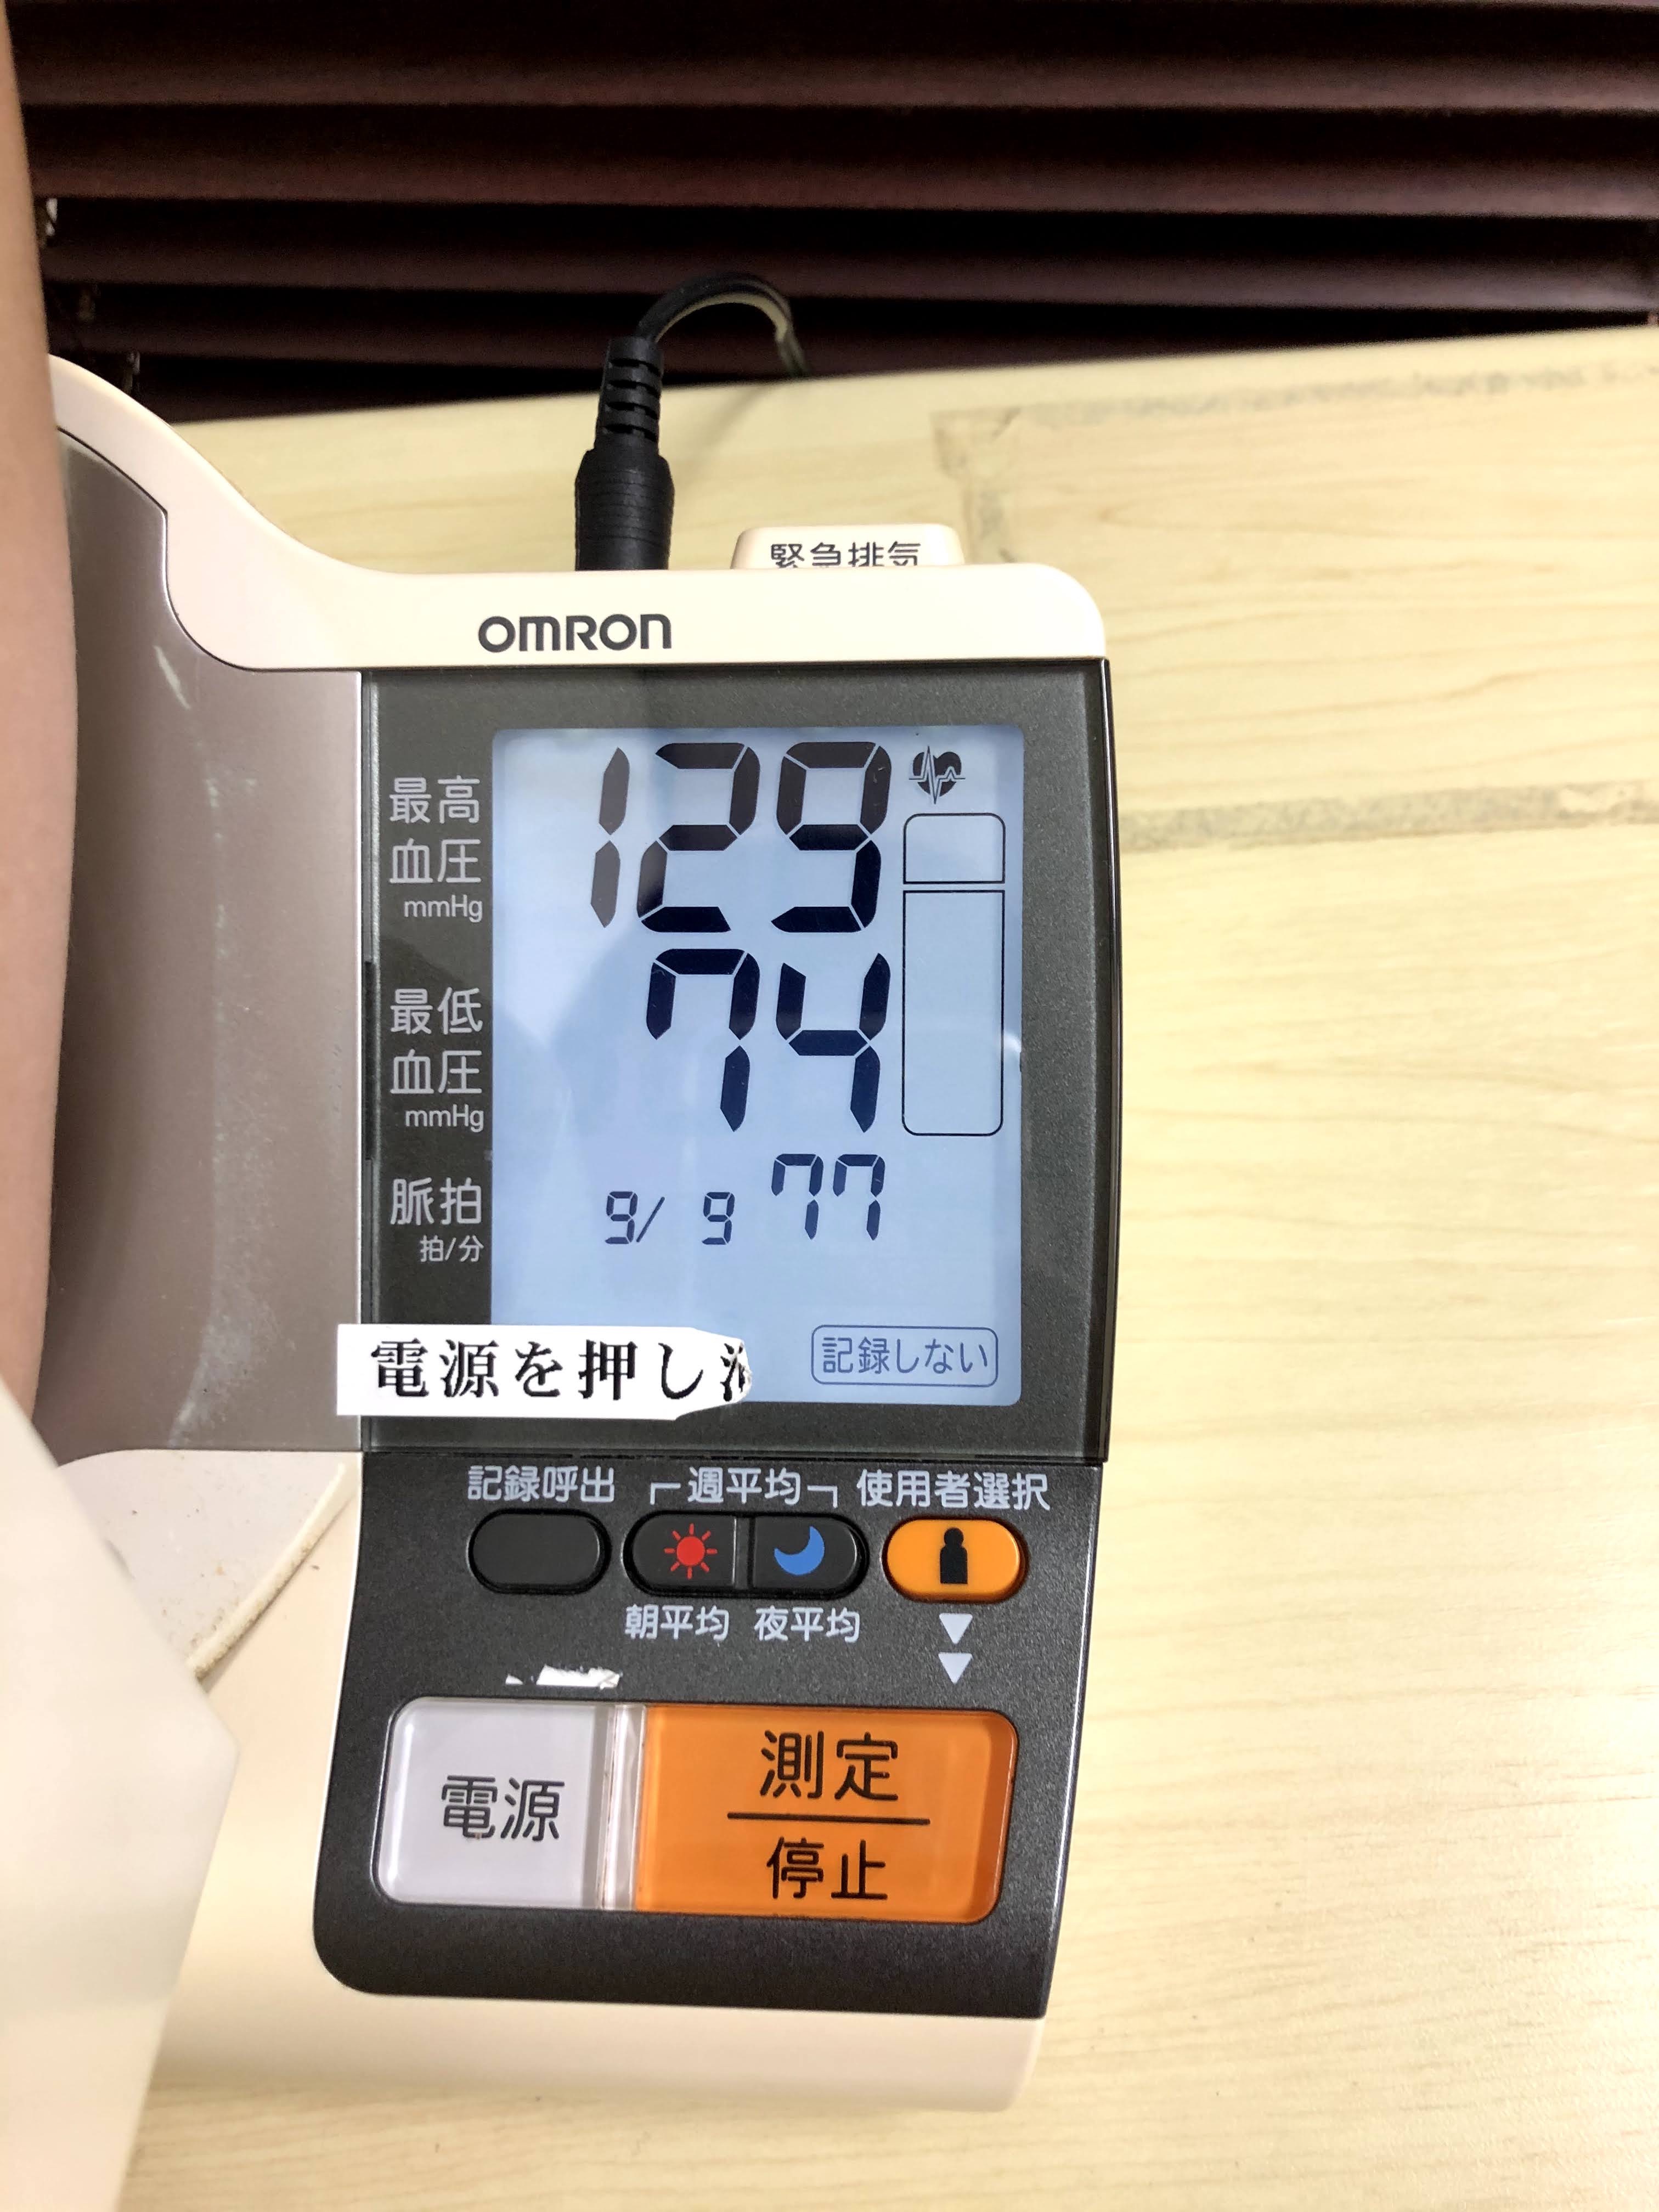 緊急排気
OMRON
最高
血圧
mmHg
129
最低
血圧
mmHg
74
脈拍
拍/分
9/ 9
77
電源を押し
記録しない
記録呼出
週平均
使用者選択
朝平均
夜平均
電源
測定
停止